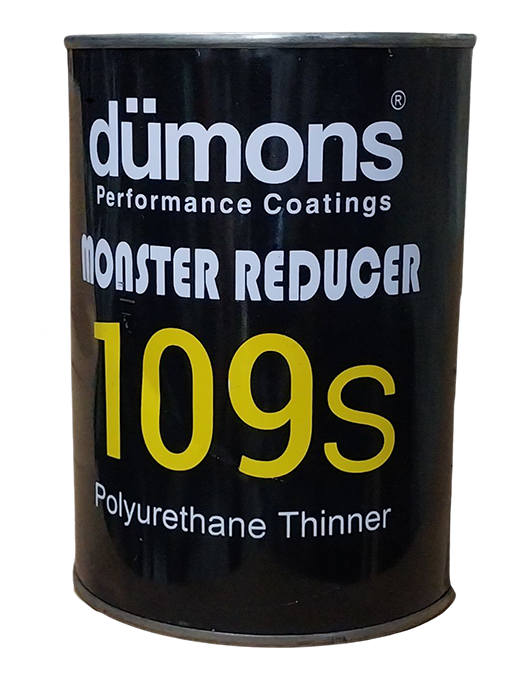 dümons®
Performance Coatings
MONSTER REDUCER
109s
Polyurethane Thinner